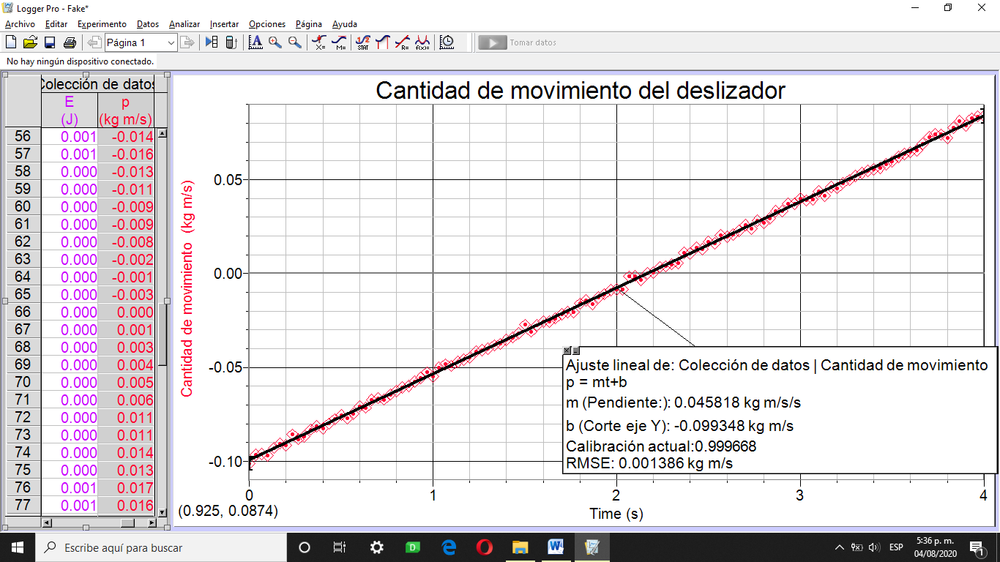 Logger Pro - Fake*
Archivo Editar Experimento Datos Analizar Insertar Opciones Página Ayuda
Página 1
X= M= 1/2 STAT R= f(x)=
Tomar datos
No hay ningún dispositivo conectado.
Colección de datos
E p
(J) (kg m/s)
56 0.001 -0.014
57 0.001 -0.016
58 0.000 -0.013
59 0.000 -0.011
60 0.000 -0.009
61 0.000 -0.009
62 0.000 -0.008
63 0.000 -0.002
64 0.000 -0.001
65 0.000 -0.003
66 0.000 0.000
67 0.000 0.001
68 0.000 0.003
69 0.000 0.004
70 0.000 0.005
71 0.000 0.006
72 0.000 0.011
73 0.000 0.011
74 0.000 0.014
75 0.000 0.013
76 0.001 0.017
77 0.001 0.016
Cantidad de movimiento del deslizador
Cantidad de movimiento (kg m/s)
0.05
0.00
-0.05
-0.10
Ajuste lineal de: Colección de datos | Cantidad de movimiento
p = mt+b
m (Pendiente:): 0.045818 kg m/s/s
b (Corte eje Y): -0.099348 kg m/s
Calibración actual:0.999668
RMSE: 0.001386 kg m/s
0 1 2 3 4
(0.925, 0.0874)
Time (s)
Escribe aquí para buscar
D
W
ESP
5:36 p. m.
04/08/2020
1